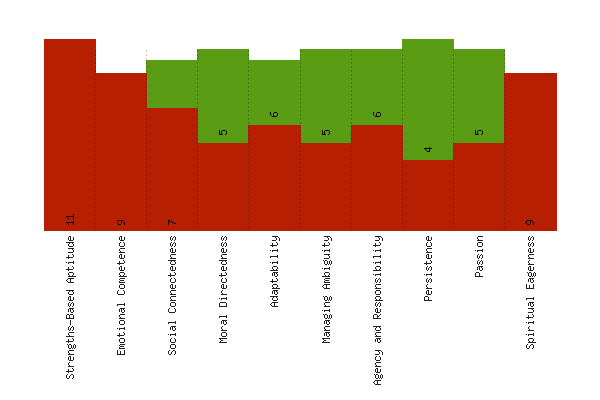 11
9
7
5
6
5
6
4
5
9
Strengths-Based Aptitude
Emotional Competence
Social Connectedness
Moral Directedness
Adaptability
Managing Ambiguity
Agency and Responsibility
Persistence
Passion
Spiritual Eagerness